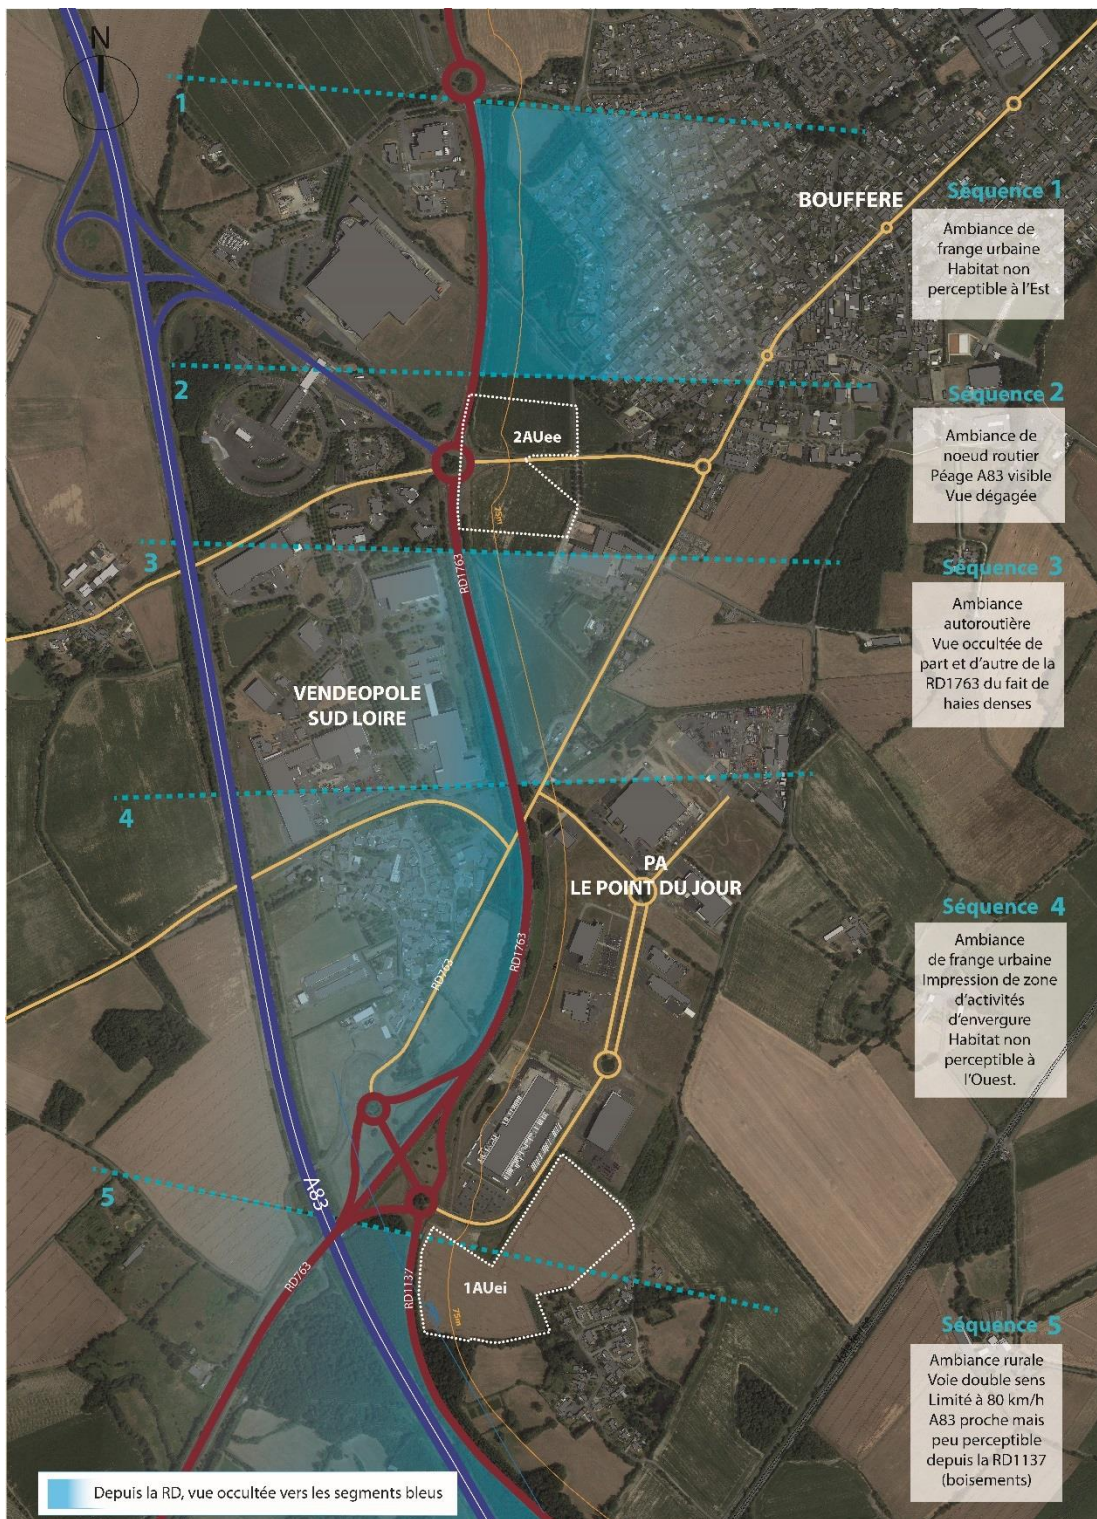 N
1
BOUFFERE
Séquence 1
Ambiance de
frange urbaine
Habitat non
perceptible à l'Est
2
2AUee
Séquence 2
Ambiance de
noeud routier
Péage A83 visible
Vue dégagée
3
RD1763
Séquence 3
Ambiance
autoroutière
Vue occultée de
part et d'autre de la
RD1763 du fait de
haies denses
VENDEOPOLE
SUD LOIRE
4
PA
LE POINT DU JOUR
RD763
RD1763
Séquence 4
Ambiance
de frange urbaine
Impression de zone
d'activités
d'envergure
Habitat non
perceptible à
l'Ouest.
5
A83
RD763
RD1137
1AUei
75m
Séquence 5
Ambiance rurale
Voie double sens
Limité à 80 km/h
A83 proche mais
peu perceptible
depuis la RD1137
(boisements)
Depuis la RD, vue occultée vers les segments bleus